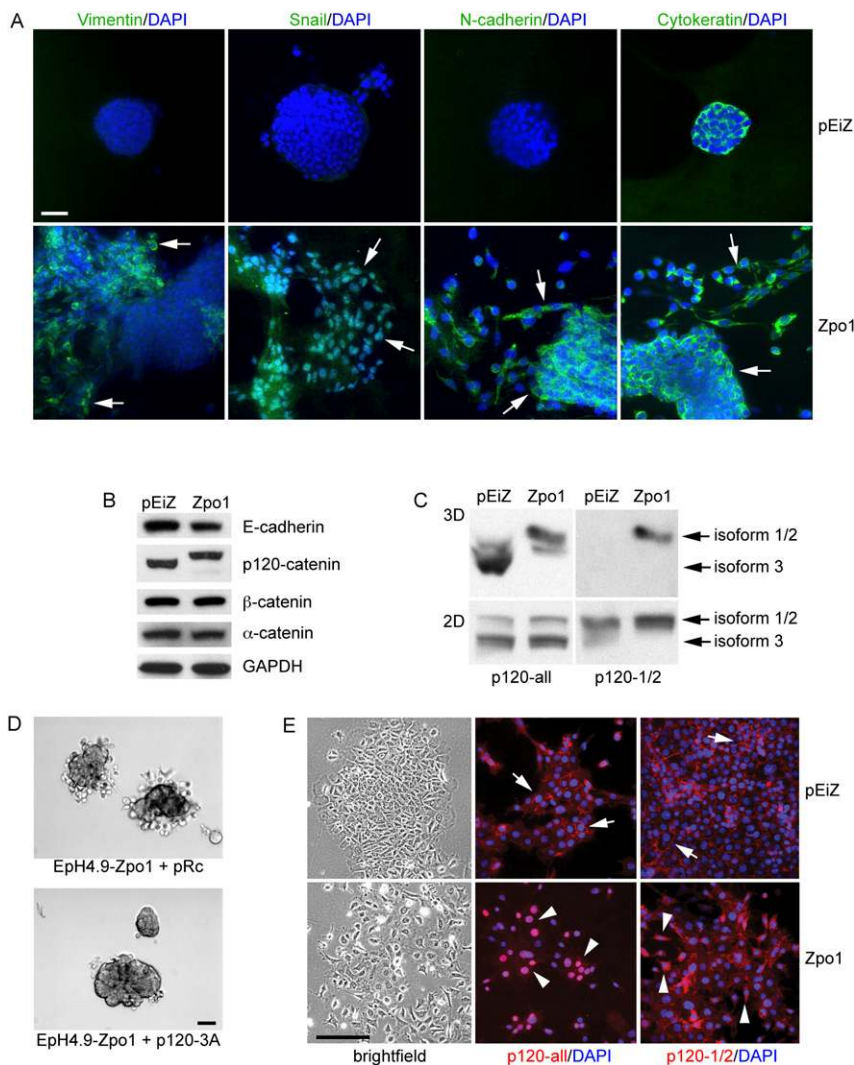 A
Vimentin/DAPI
Snail/DAPI
N-cadherin/DAPI
Cytokeratin/DAPI
pEiZ
Zpo1
B
pEiZ Zpo1
E-cadherin
p120-catenin
β-catenin
α-catenin
GAPDH
C
pEiZ Zpo1 pEiZ Zpo1
3D
isoform 1/2
isoform 3
2D
isoform 1/2
isoform 3
p120-all p120-1/2
D
EpH4.9-Zpo1 + pRc
EpH4.9-Zpo1 + p120-3A
E
pEiZ
Zpo1
brightfield p120-all/DAPI p120-1/2/DAPI